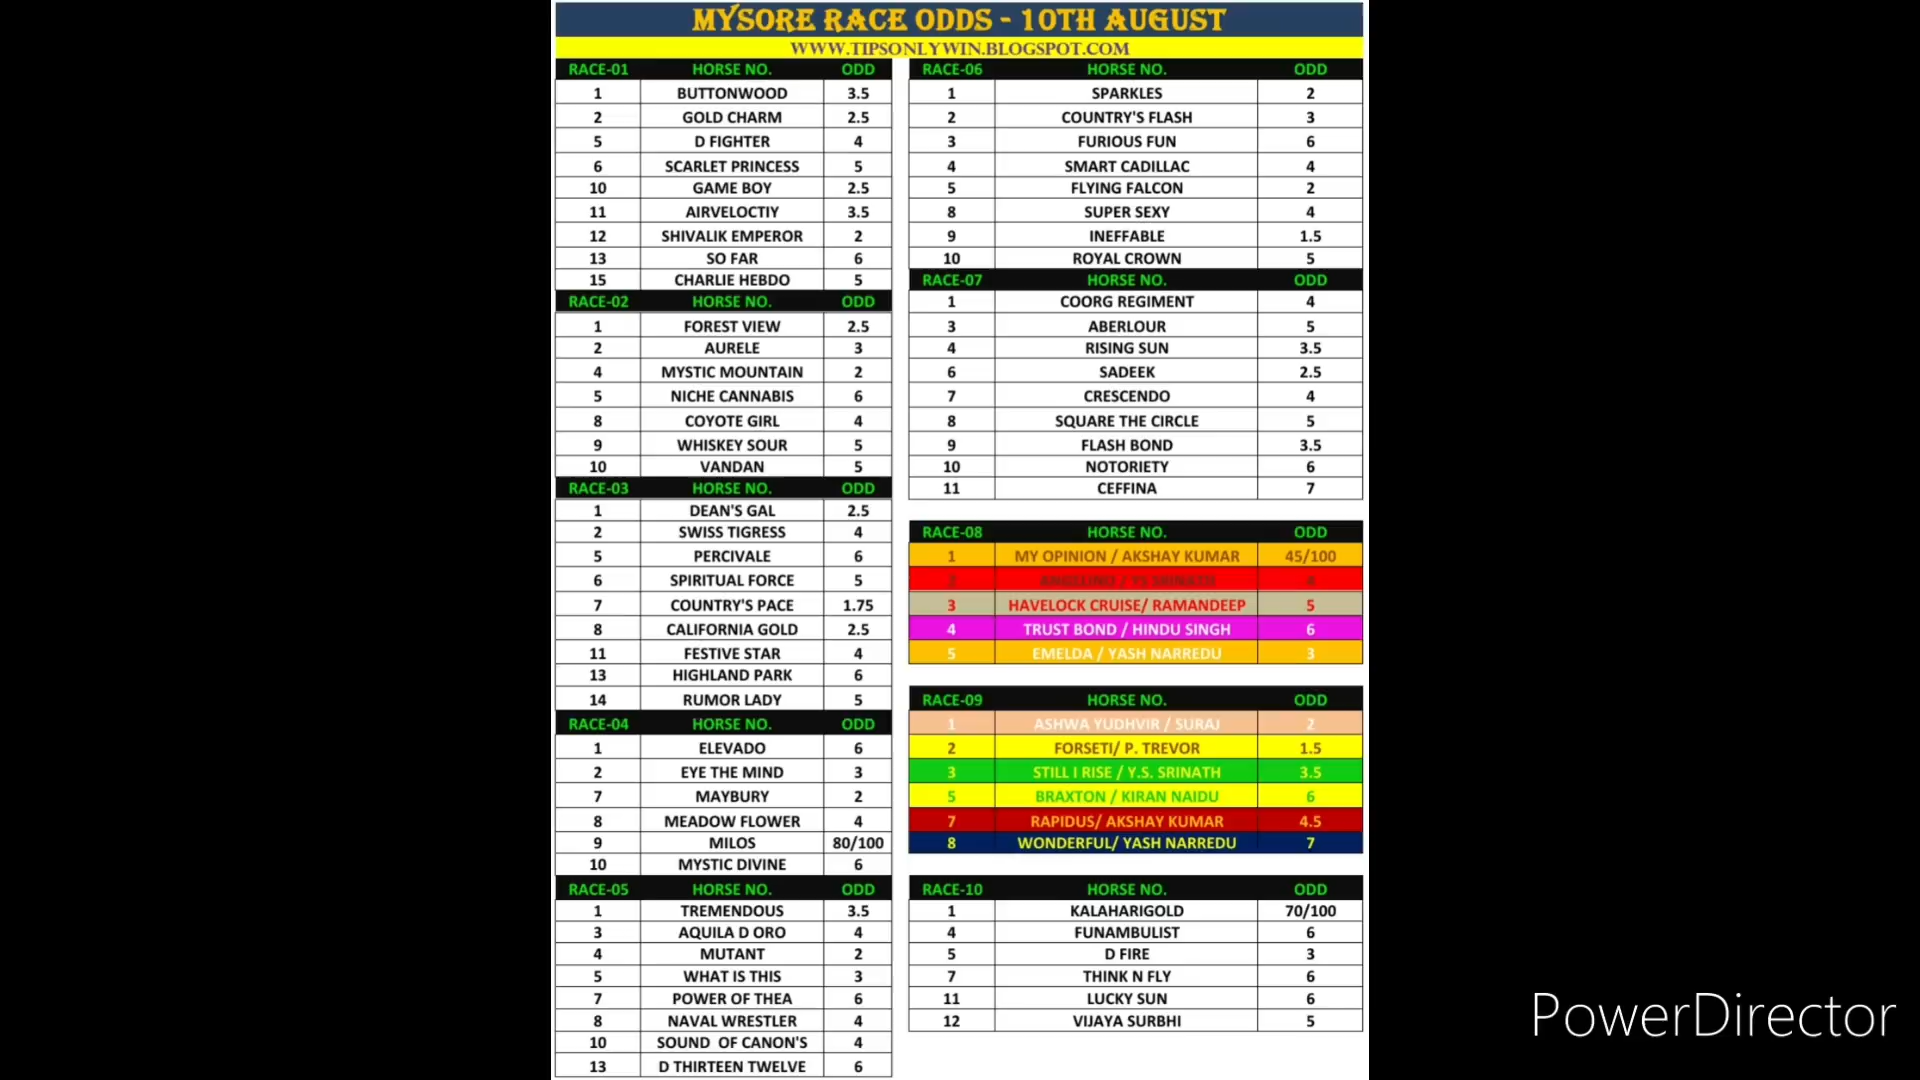 MYSORE RACE ODDS - 10TH AUGUST
WWW.TIPSONLYWIN.BLOGSPOT.COM
RACE-01 HORSE NO. ODD
1 BUTTONWOOD 3.5
2 GOLD CHARM 2.5
5 D FIGHTER 4
6 SCARLET PRINCESS 5
10 GAME BOY 2.5
11 AIRVELOCTIY 3.5
12 SHIVALIK EMPEROR 2
13 SO FAR 6
15 CHARLIE HEBDO 5
RACE-02 HORSE NO. ODD
1 FOREST VIEW 2.5
2 AURELE 3
4 MYSTIC MOUNTAIN 2
5 NICHE CANNABIS 6
8 COYOTE GIRL 4
9 WHISKEY SOUR 5
10 VANDAN 5
RACE-03 HORSE NO. ODD
1 DEAN'S GAL 2.5
2 SWISS TIGRESS 4
5 PERCIVALE 6
6 SPIRITUAL FORCE 5
7 COUNTRY'S PACE 1.75
8 CALIFORNIA GOLD 2.5
11 FESTIVE STAR 4
13 HIGHLAND PARK 6
14 RUMOR LADY 5
RACE-04 HORSE NO. ODD
1 ELEVADO 6
2 EYE THE MIND 3
7 MAYBURY 2
8 MEADOW FLOWER 4
9 MILOS 80/100
10 MYSTIC DIVINE 6
RACE-05 HORSE NO. ODD
1 TREMENDOUS 3.5
3 AQUILA D ORO 4
4 MUTANT 2
5 WHAT IS THIS 3
7 POWER OF THEA 6
8 NAVAL WRESTLER 4
10 SOUND OF CANON'S 4
13 D THIRTEEN TWELVE 6
RACE-06 HORSE NO. ODD
1 SPARKLES 2
2 COUNTRY'S FLASH 3
3 FURIOUS FUN 6
4 SMART CADILLAC 4
5 FLYING FALCON 2
8 SUPER SEXY 4
9 INEFFABLE 1.5
10 ROYAL CROWN 5
RACE-07 HORSE NO. ODD
1 COORG REGIMENT 4
3 ABERLOUR 5
4 RISING SUN 3.5
6 SADEEK 2.5
7 CRESCENDO 4
8 SQUARE THE CIRCLE 5
9 FLASH BOND 3.5
10 NOTORIETY 6
11 CEFFINA 7
RACE-08 HORSE NO. ODD
1 MY OPINION / AKSHAY KUMAR 45/100
2 ANGELINO / YS SRINATH 4
3 HAVELOCK CRUISE/ RAMANDEEP 5
4 TRUST BOND / HINDU SINGH 6
5 EMELDA / YASH NARREDU 3
RACE-09 HORSE NO. ODD
1 ASHWA YUDHVIR / SURAJ 2
2 FORSETI/ P. TREVOR 1.5
3 STILL I RISE / Y.S. SRINATH 3.5
5 BRAXTON / KIRAN NAIDU 6
7 RAPIDUS/ AKSHAY KUMAR 4.5
8 WONDERFUL/ YASH NARREDU 7
RACE-10 HORSE NO. ODD
1 KALAHARIGOLD 70/100
4 FUNAMBULIST 6
5 D FIRE 3
7 THINK N FLY 6
11 LUCKY SUN 6
12 VIJAYA SURBHI 5
PowerDirector